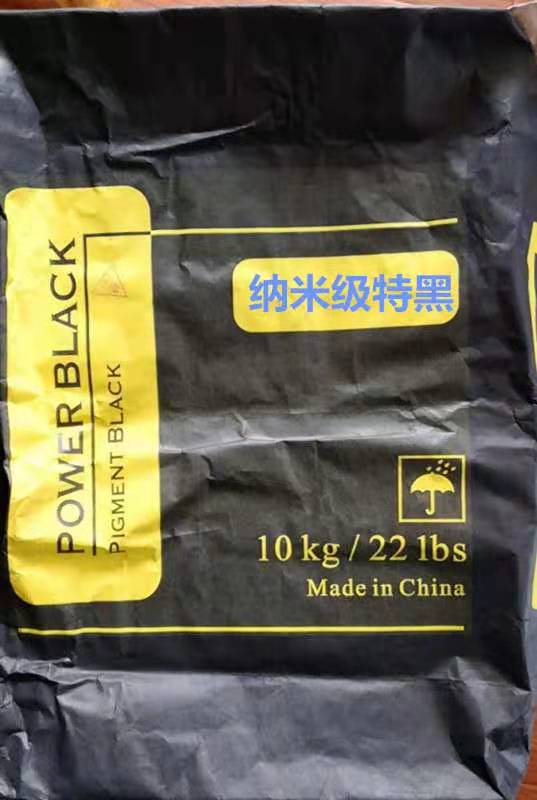 POWER BLACK
PIGMENT BLACK
纳米级特黑
10 kg / 22 lbs
Made in China